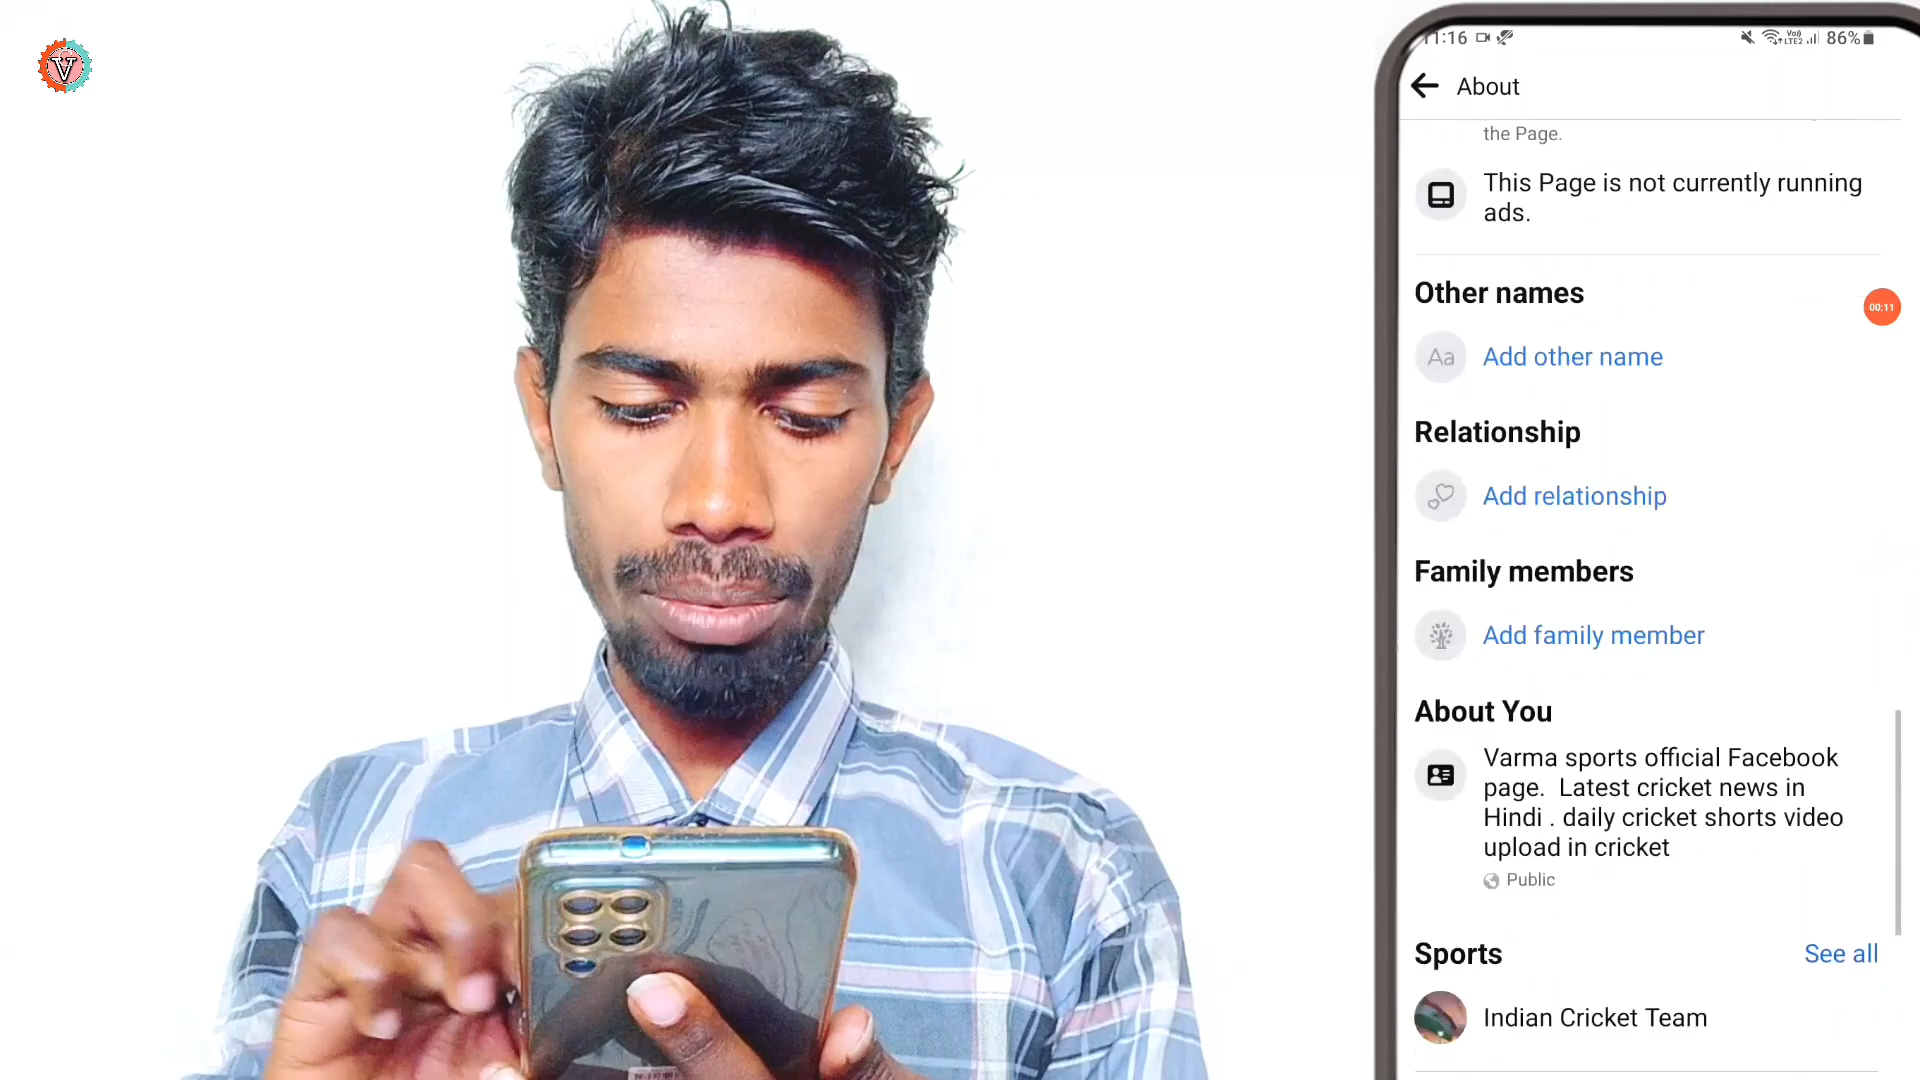 V
11:16
Vo)
LTE2
86%
About
the Page.
This Page is not currently running
ads.
Other names
00:11
Aa
Add other name
Relationship
Add relationship
Family members
Add family member
About You
Varma sports official Facebook
page.  Latest cricket news in
Hindi . daily cricket shorts video
upload in cricket
Public
Sports
See all
Indian Cricket Team